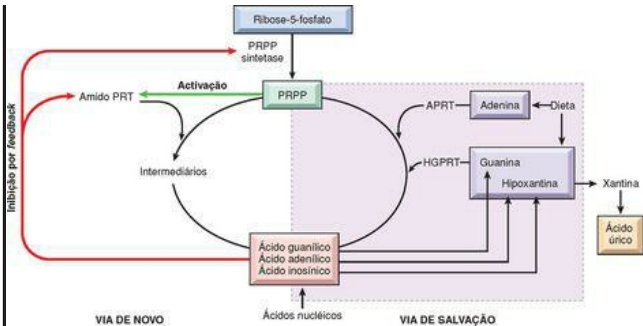 Ribose-5-fosfato
PRPP
sintetase
Activação
Amido PRT
PRPP
APRT
Adenina
Dieta
Inibição por feedback
Intermediários
HGPRT
Guanina
Hipoxantina
Xantina
Ácido
úrico
Ácido guanílico
Ácido adenílico
Ácido inosínico
Ácidos nucléicos
VIA DE NOVO
VIA DE SALVAÇÃO